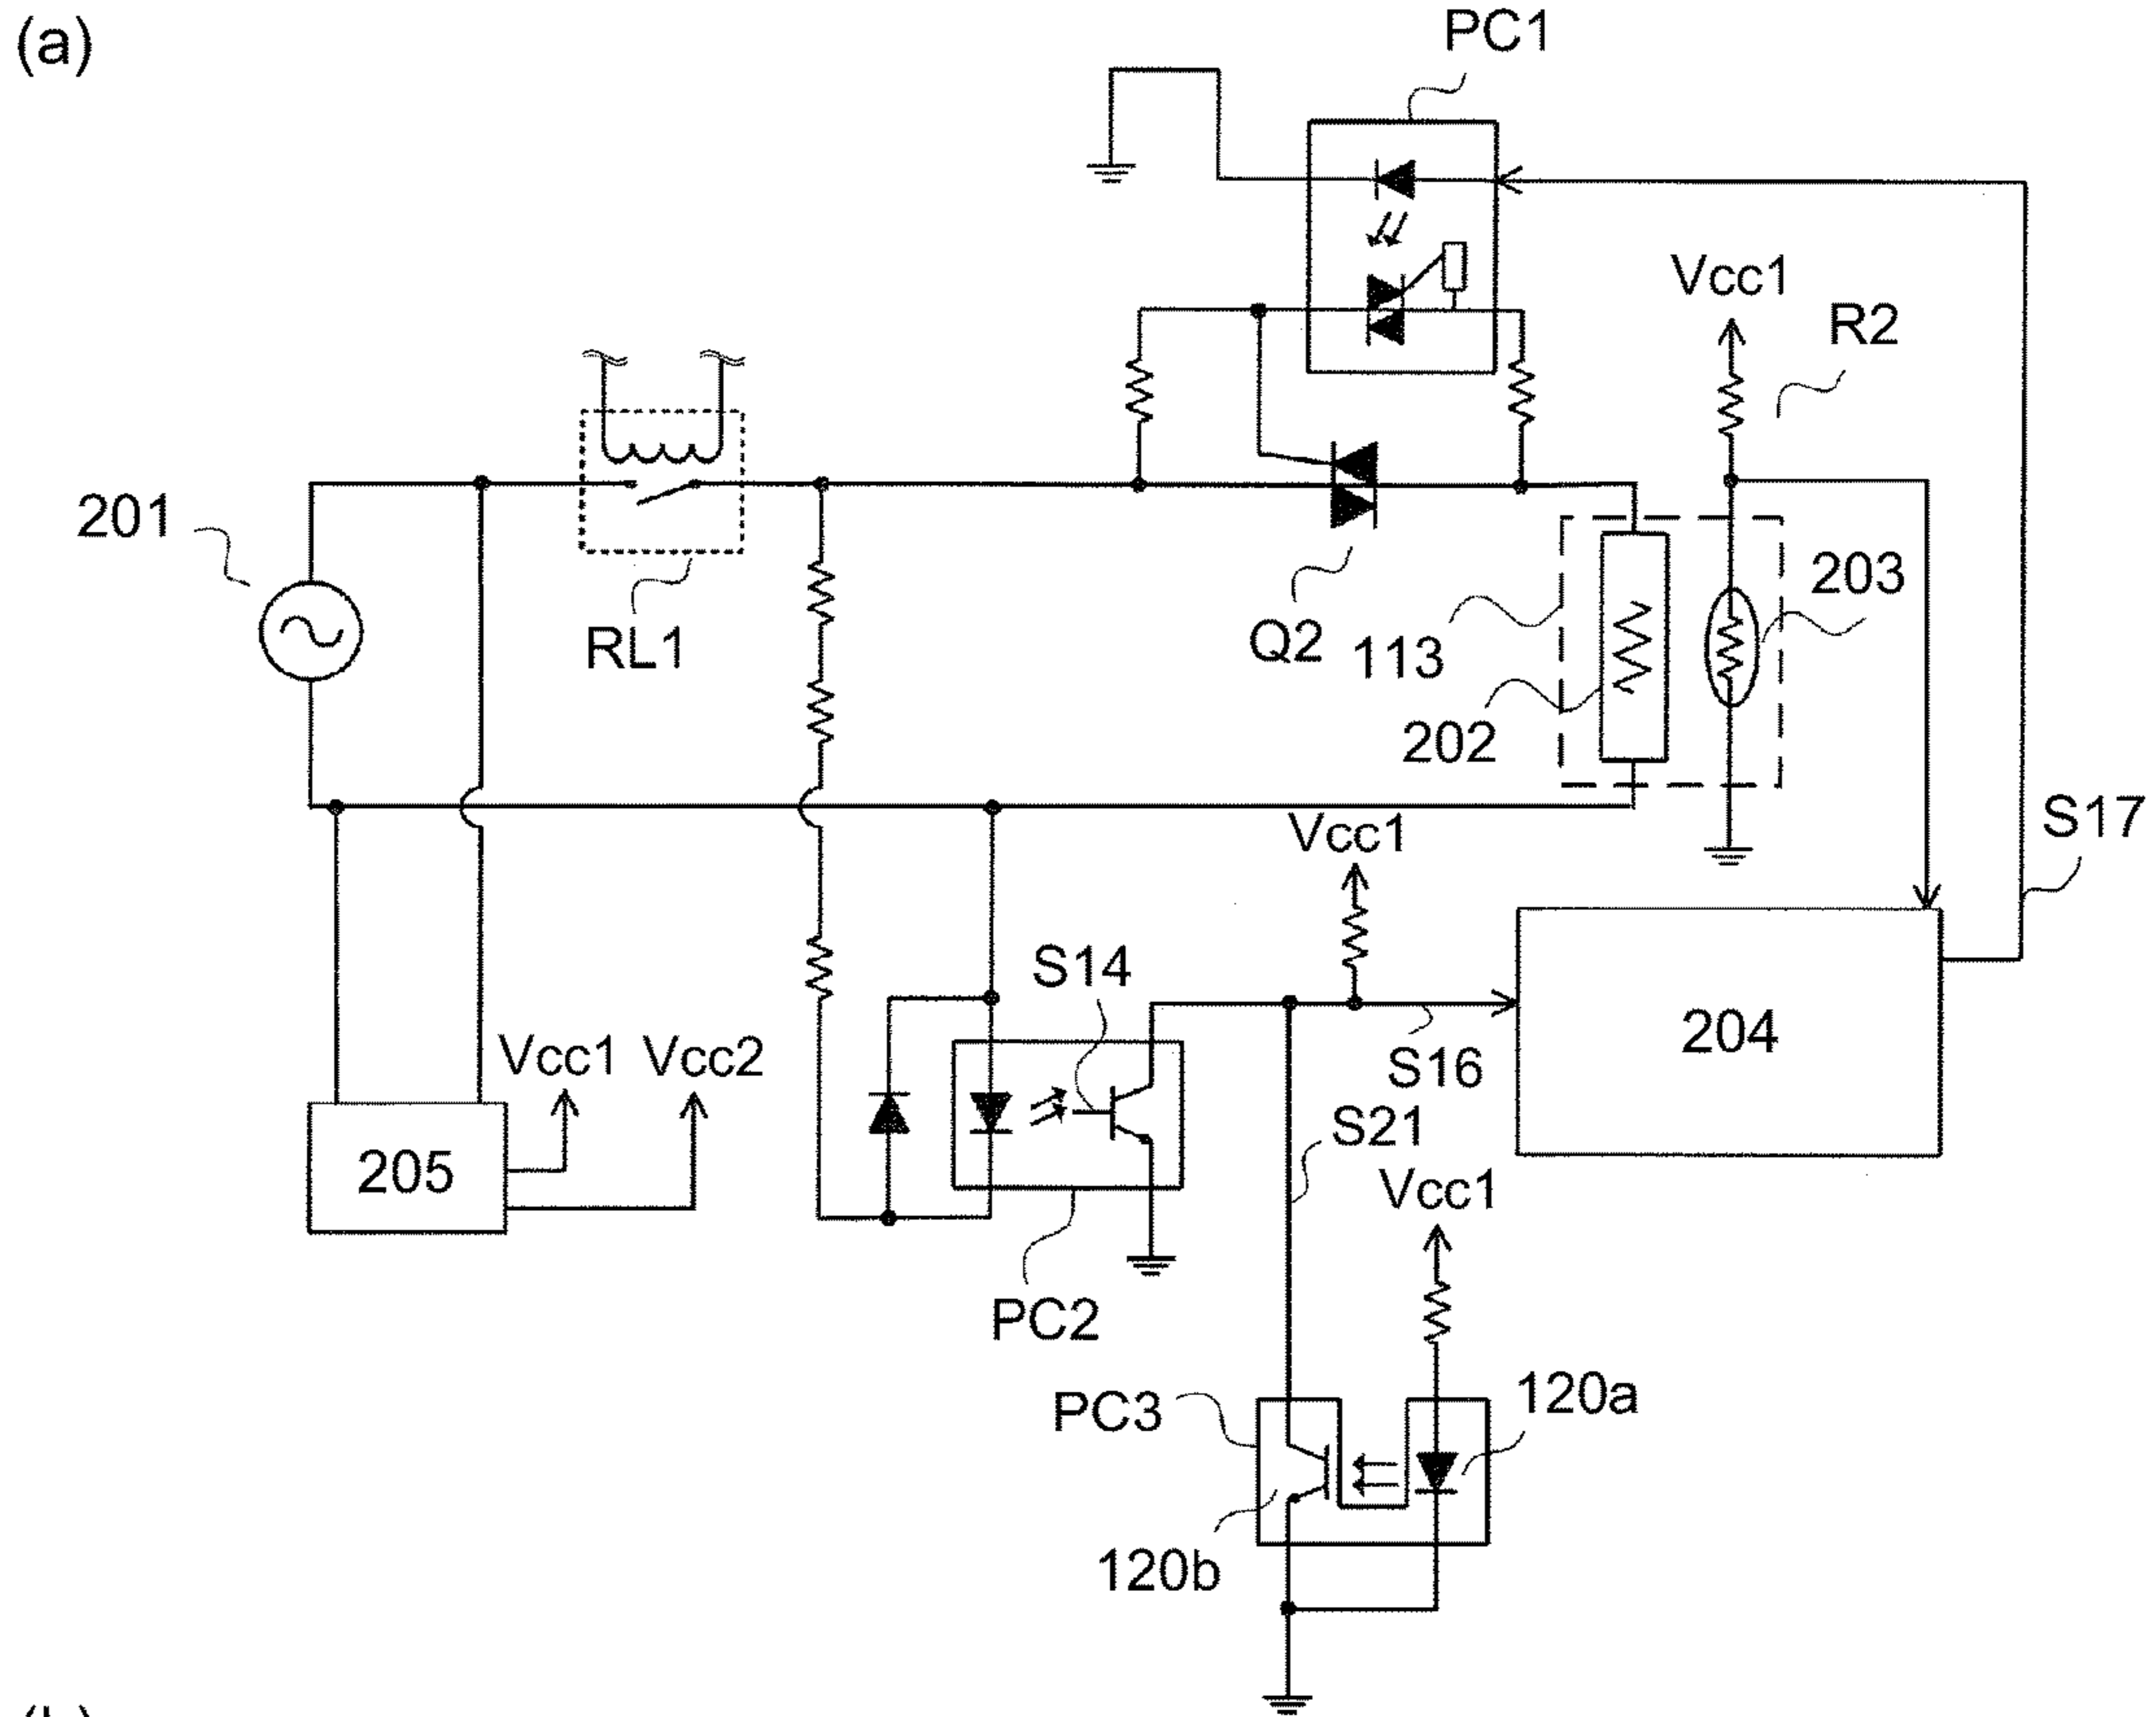 (a)
PC1
Vcc1
R2
201
RL1
Q2
113
203
202
Vcc1
S17
S14
204
Vcc1
Vcc2
S16
S21
205
Vcc1
PC2
PC3
120a
120b